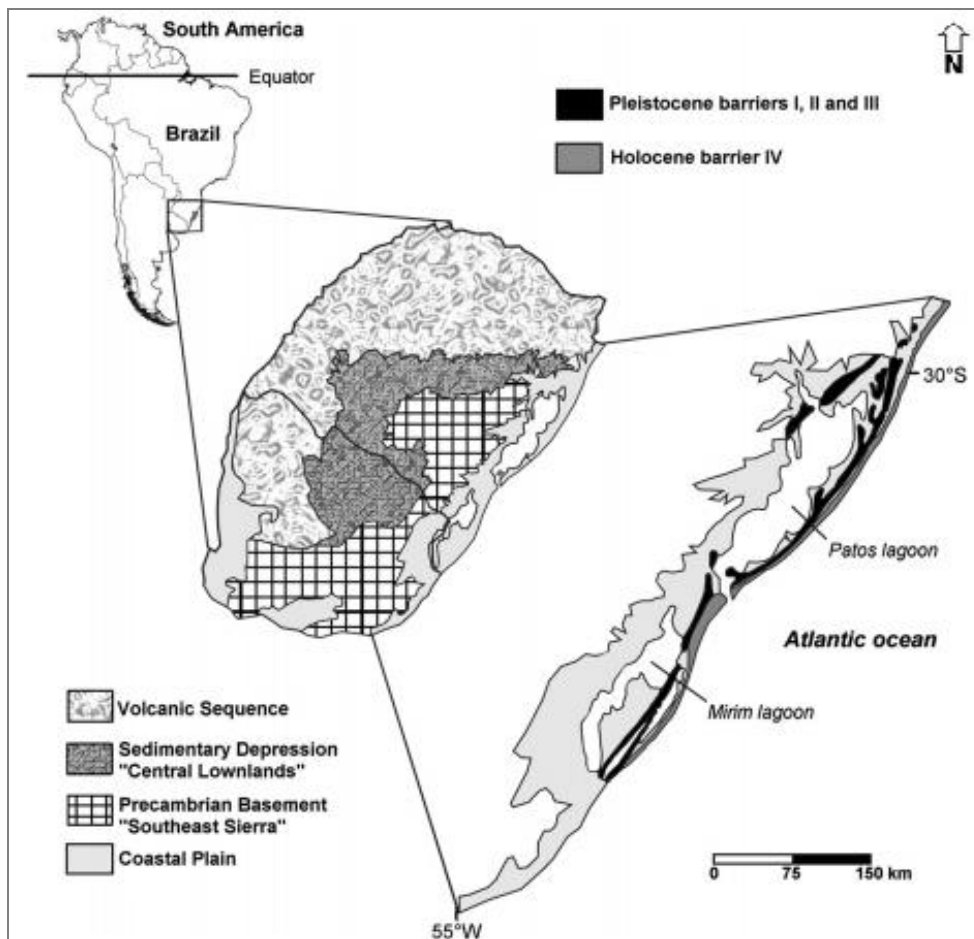 South America
Equator
Brazil
N
Pleistocene barriers I, II and III
Holocene barrier IV
30°S
Patos lagoon
Atlantic ocean
Mirim lagoon
Volcanic Sequence
Sedimentary Depression
"Central Lownlands"
Precambrian Basement
"Southeast Sierra"
Coastal Plain
0 75 150 km
55°W